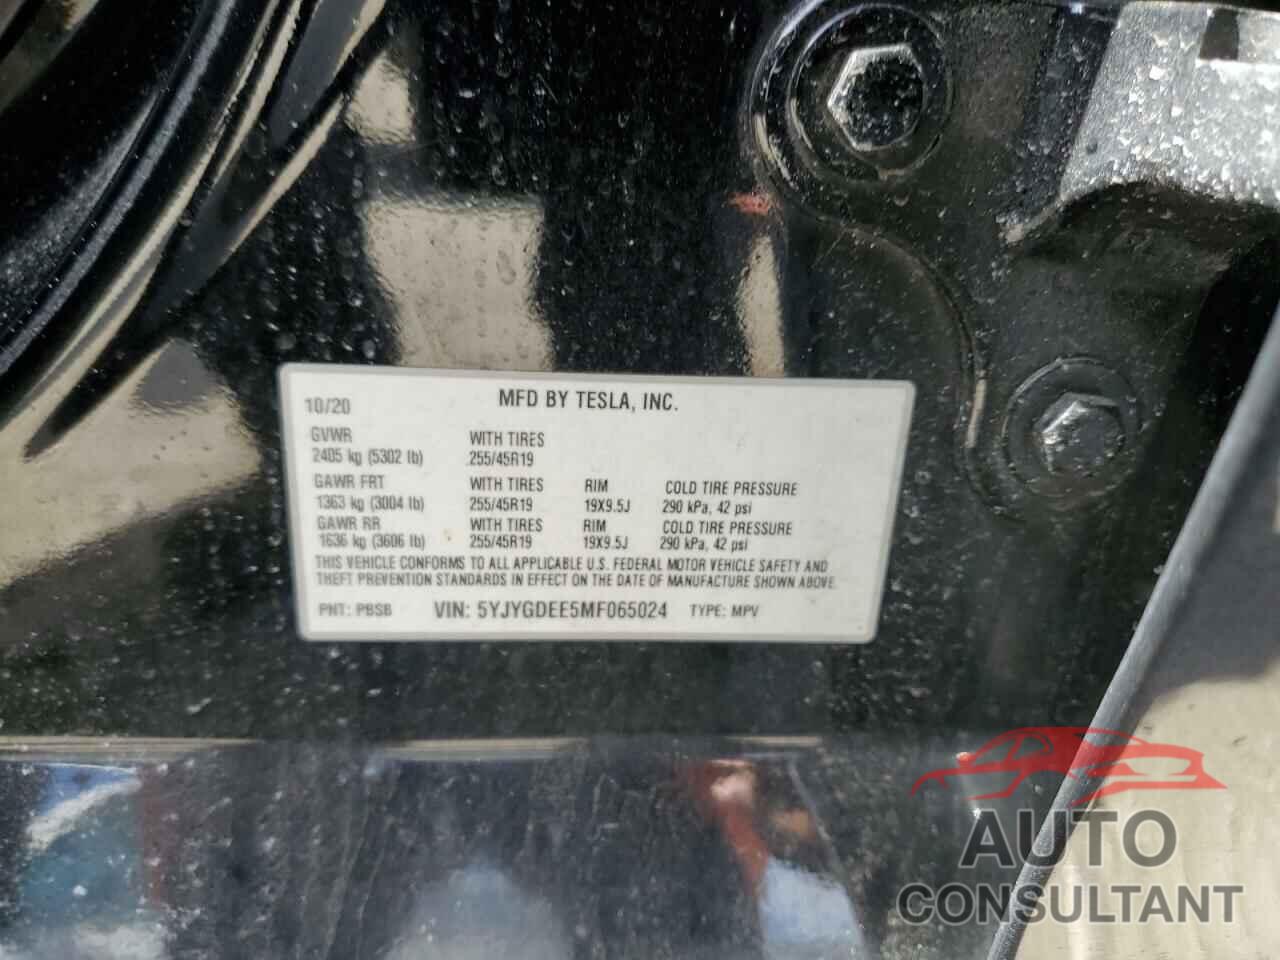 10/20 MFD BY TESLA, INC.
GVWR WITH TIRES
2405 kg (5302 lb) 255/45R19
GAWR FRT WITH TIRES RIM COLD TIRE PRESSURE
1363 kg (3004 lb) 255/45R19 19X9.5J 290 kPa, 42 psi
GAWR RR WITH TIRES RIM COLD TIRE PRESSURE
1636 kg (3606 lb) 255/45R19 19X9.5J 290 kPa, 42 psi
THIS VEHICLE CONFORMS TO ALL APPLICABLE U.S. FEDERAL MOTOR VEHICLE SAFETY AND
THEFT PREVENTION STANDARDS IN EFFECT ON THE DATE OF MANUFACTURE SHOWN ABOVE.
PNT: PBSB VIN: 5YJYGDEE5MF065024 TYPE: MPV
AUTO
CONSULTANT